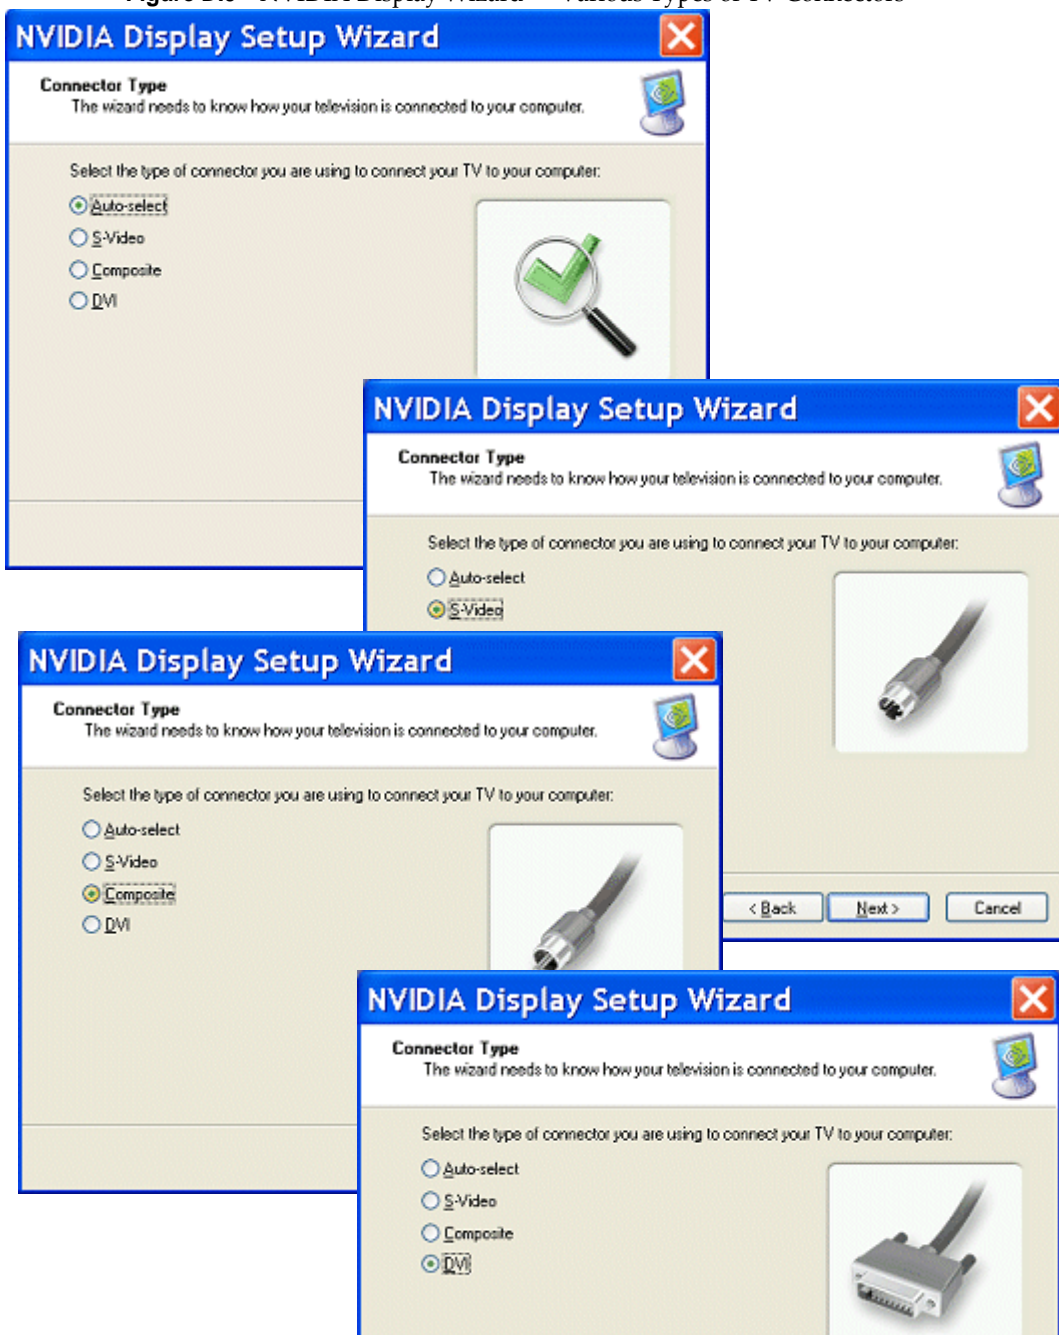 NVIDIA Display Wizard — Various Types of TV Connectors
NVIDIA Display Setup Wizard
Connector Type
The wizard needs to know how your television is connected to your computer.
Select the type of connector you are using to connect your TV to your computer:
Auto-select
S-Video
Composite
DVI
NVIDIA Display Setup Wizard
Connector Type
The wizard needs to know how your television is connected to your computer.
Select the type of connector you are using to connect your TV to your computer:
Auto-select
S-Video
< Back Next > Cancel
NVIDIA Display Setup Wizard
Connector Type
The wizard needs to know how your television is connected to your computer.
Select the type of connector you are using to connect your TV to your computer:
Auto-select
S-Video
Composite
DVI
NVIDIA Display Setup Wizard
Connector Type
The wizard needs to know how your television is connected to your computer.
Select the type of connector you are using to connect your TV to your computer:
Auto-select
S-Video
Composite
DVI